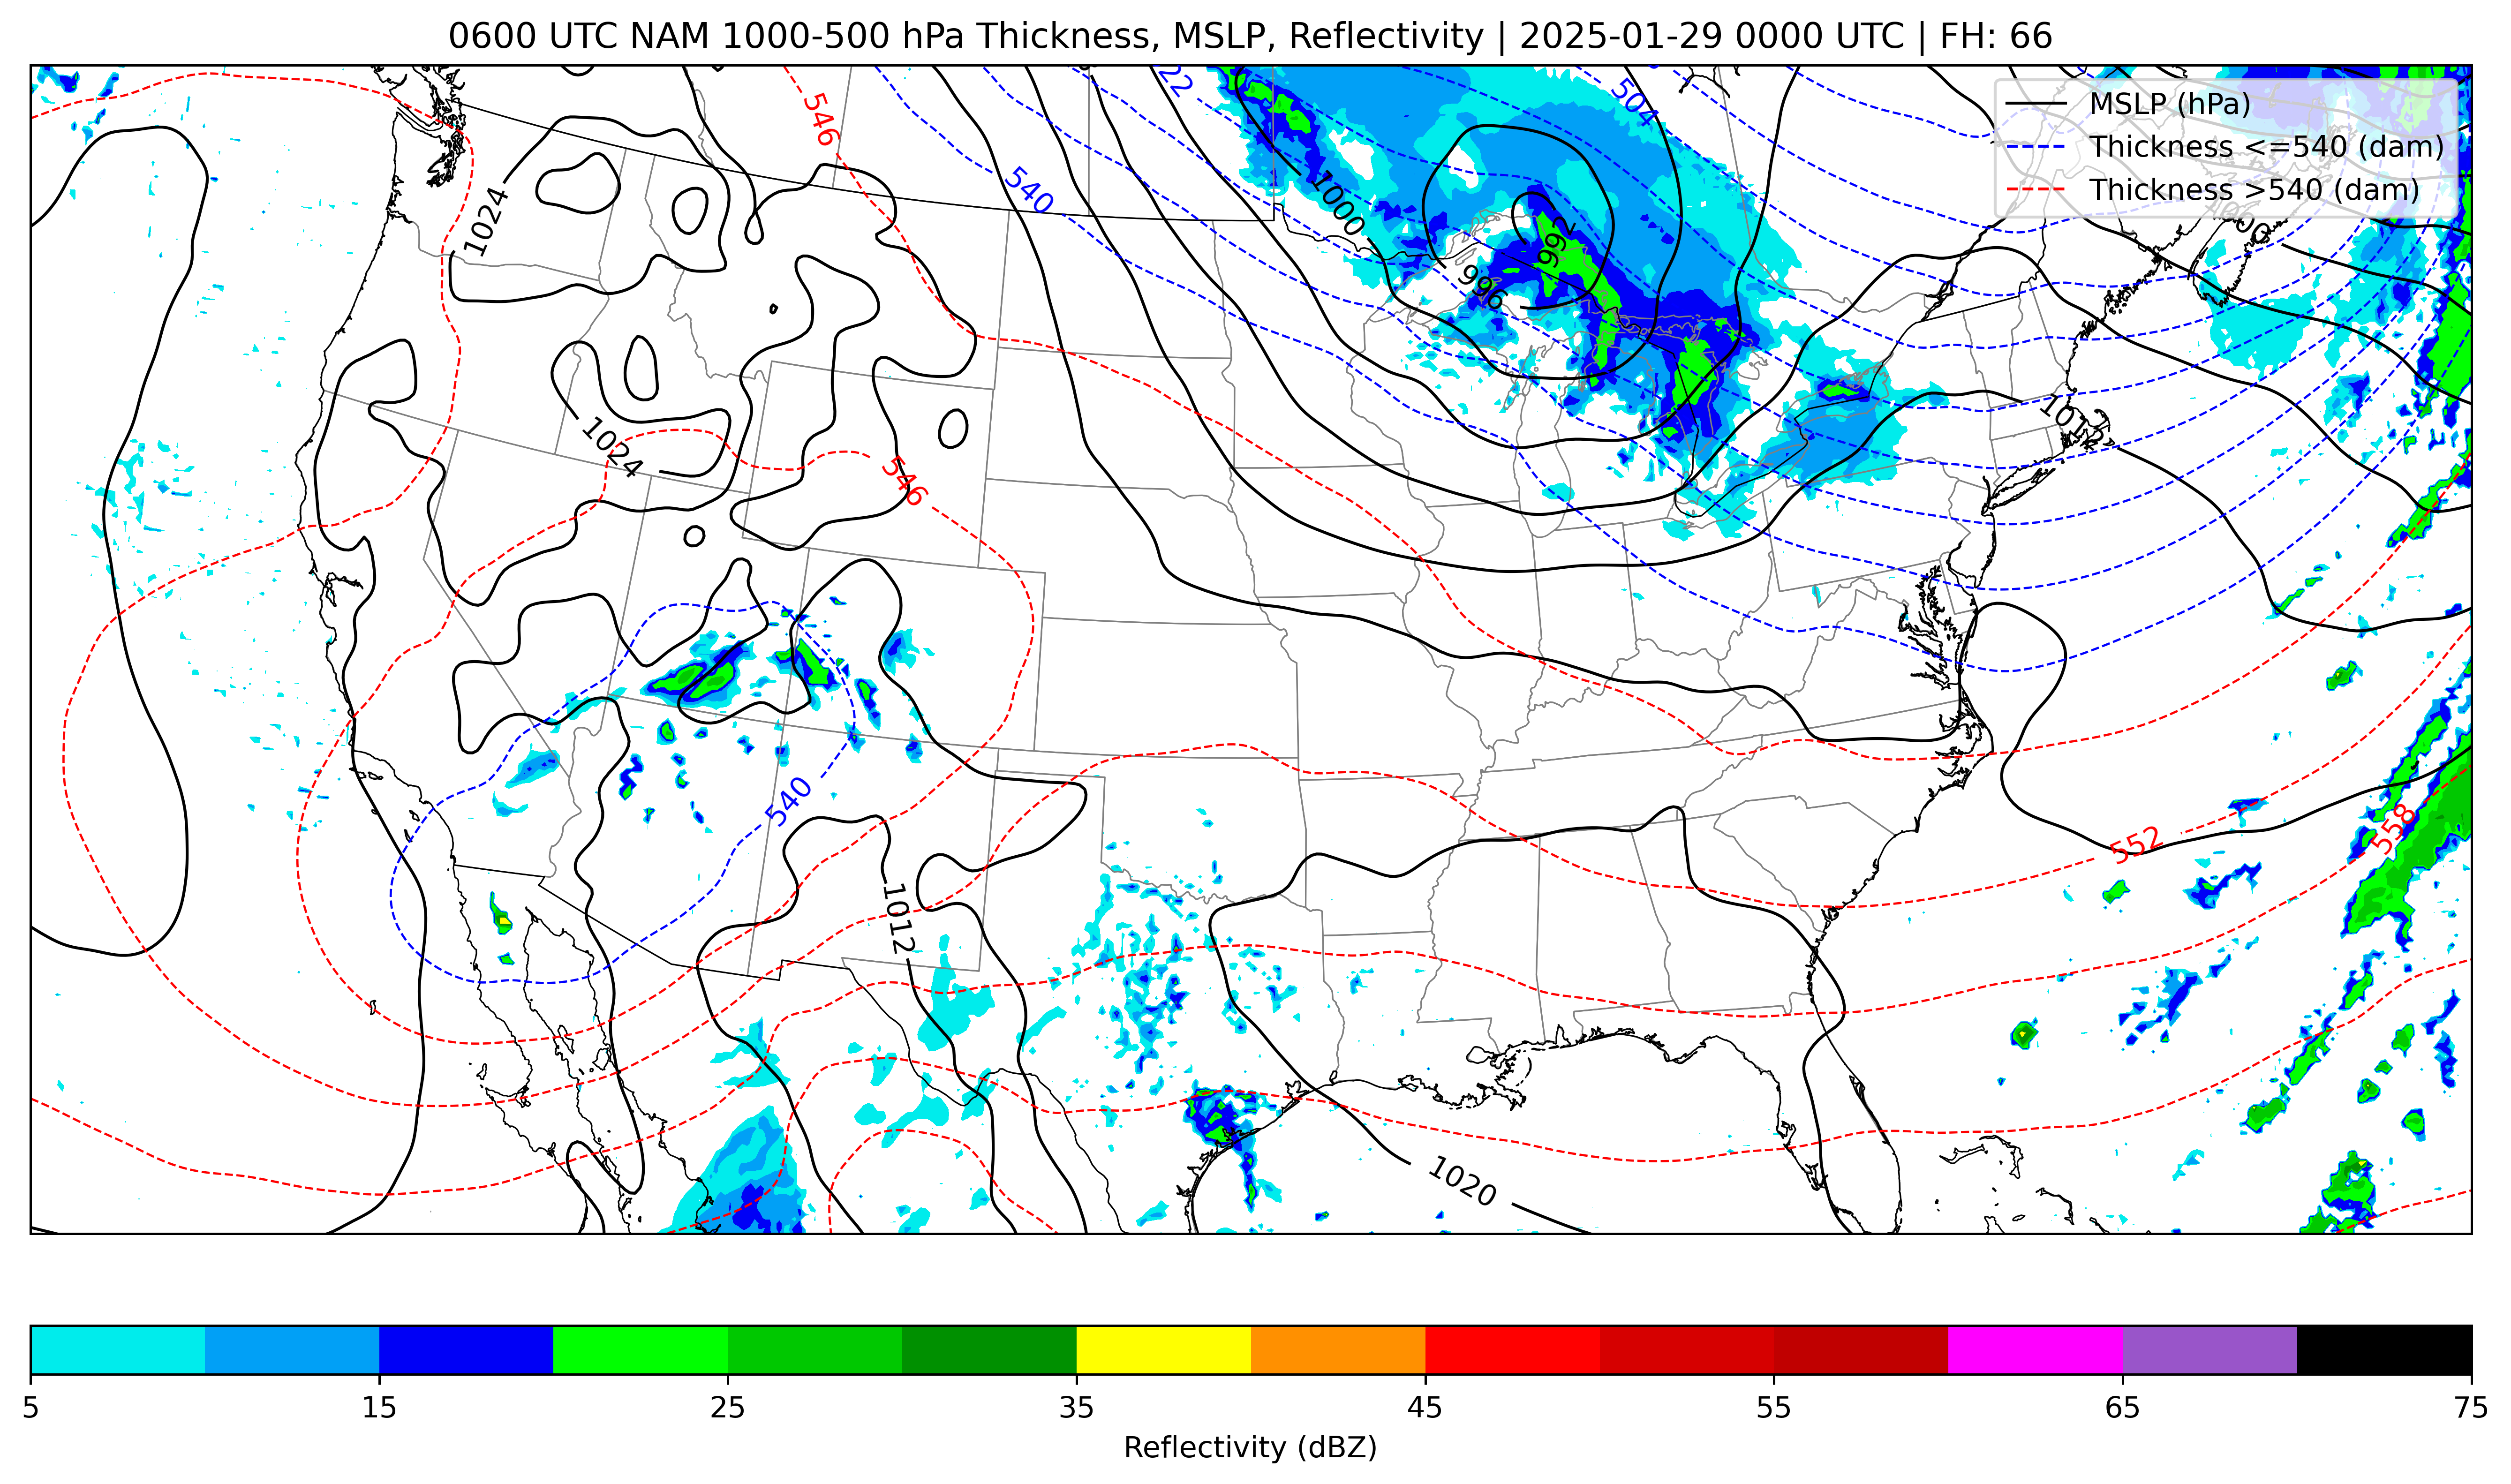 0600 UTC NAM 1000-500 hPa Thickness, MSLP, Reflectivity | 2025-01-29 0000 UTC | FH: 66
MSLP (hPa)
Thickness <=540 (dam)
Thickness >540 (dam)
546
22
504
540
1000
992
996
1024
1024
546
1012
540
1012
552
558
1020
5 15 25 35 45 55 65 75
Reflectivity (dBZ)